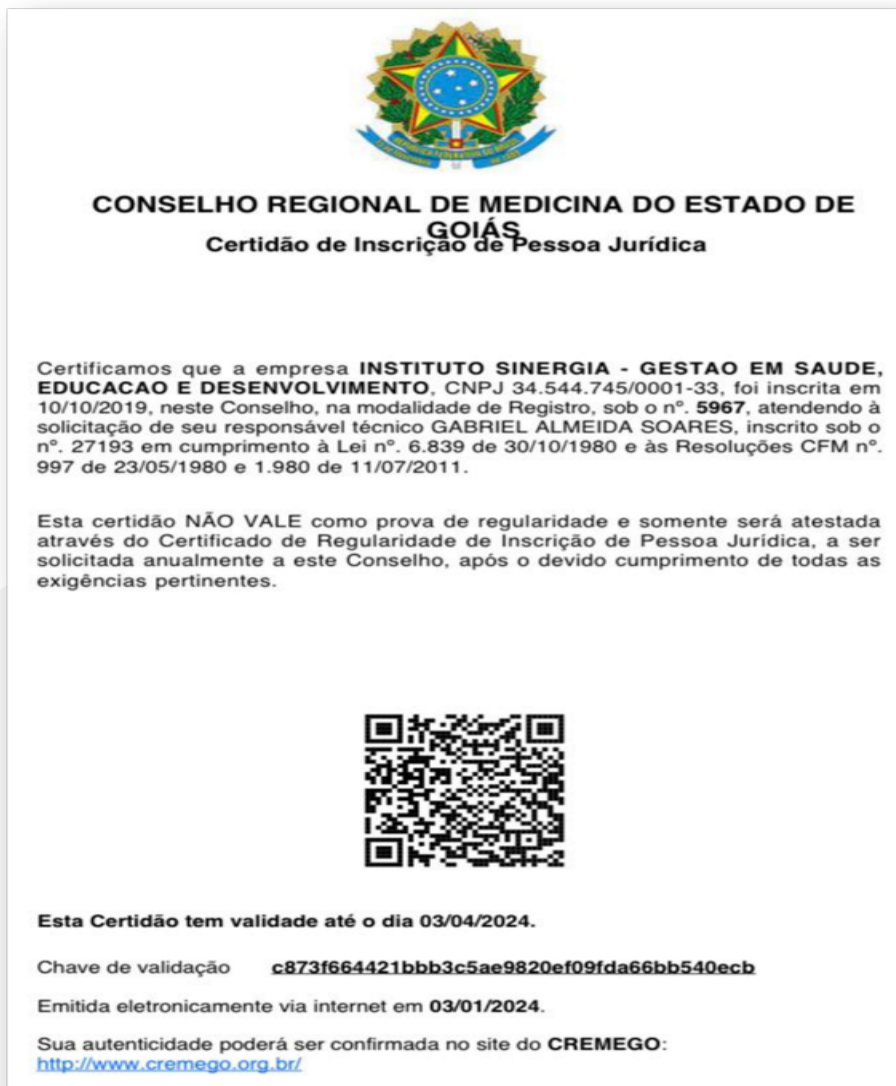 CONSELHO REGIONAL DE MEDICINA DO ESTADO DE
GOIÁS
Certidão de Inscrição de Pessoa Jurídica
Certificamos que a empresa INSTITUTO SINERGIA - GESTAO EM SAUDE,
EDUCACAO E DESENVOLVIMENTO, CNPJ 34.544.745/0001-33, foi inscrita em
10/10/2019, neste Conselho, na modalidade de Registro, sob o nº. 5967, atendendo à
solicitação de seu responsável técnico GABRIEL ALMEIDA SOARES, inscrito sob o
nº. 27193 em cumprimento à Lei nº. 6.839 de 30/10/1980 e às Resoluções CFM nº.
997 de 23/05/1980 e 1.980 de 11/07/2011.
Esta certidão NÃO VALE como prova de regularidade e somente será atestada
através do Certificado de Regularidade de Inscrição de Pessoa Jurídica, a ser
solicitada anualmente a este Conselho, após o devido cumprimento de todas as
exigências pertinentes.
Esta Certidão tem validade até o dia 03/04/2024.
Chave de validação c873f664421bbb3c5ae9820ef09fda66bb540ecb
Emitida eletronicamente via internet em 03/01/2024.
Sua autenticidade poderá ser confirmada no site do CREMEGO:
http://www.cremego.org.br/